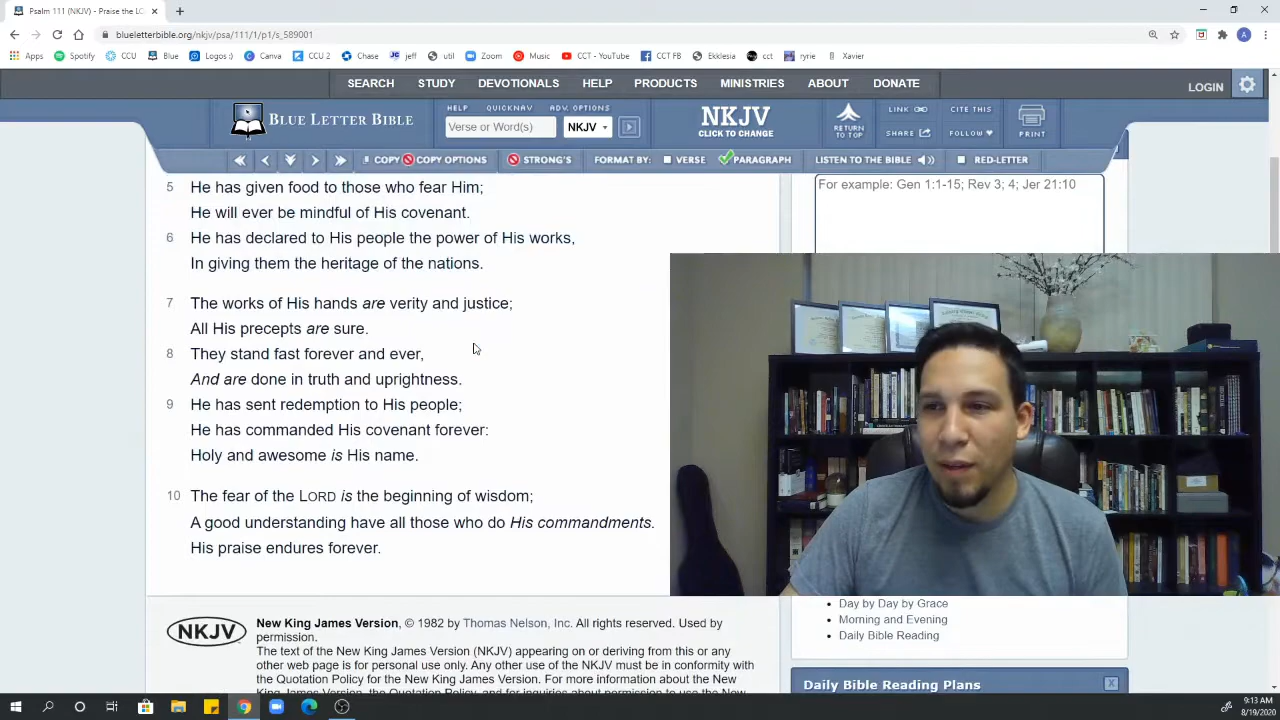 Psalm 111 (NKJV) - Praise the LO
blueletterbible.org/nkjv/psa/111/1/p1/s_589001
Apps Spotify CCU Blue Logos :) Canva CCU 2 Chase jeff util Zoom Music CCT - YouTube CCT FB Ekklesia cct ryrie Xavier
SEARCH STUDY DEVOTIONALS HELP PRODUCTS MINISTRIES ABOUT DONATE
LOGIN
BLUE LETTER BIBLE
HELP QUICKNAV ADV. OPTIONS
Verse or Word(s) NKJV
NKJV
CLICK TO CHANGE
RETURN
TO TOP
LINK
SHARE
CITE THIS
FOLLOW
PRINT
COPY COPY OPTIONS STRONG'S FORMAT BY: VERSE PARAGRAPH LISTEN TO THE BIBLE RED-LETTER
5 He has given food to those who fear Him;
He will ever be mindful of His covenant.
6 He has declared to His people the power of His works,
In giving them the heritage of the nations.
7 The works of His hands are verity and justice;
All His precepts are sure.
8 They stand fast forever and ever,
And are done in truth and uprightness.
9 He has sent redemption to His people;
He has commanded His covenant forever:
Holy and awesome is His name.
10 The fear of the LORD is the beginning of wisdom;
A good understanding have all those who do His commandments.
His praise endures forever.
For example: Gen 1:1-15; Rev 3; 4; Jer 21:10
NKJV
New King James Version, © 1982 by Thomas Nelson, Inc. All rights reserved. Used by
permission.
The text of the New King James Version (NKJV) appearing on or deriving from this or any
other web page is for personal use only. Any other use of the NKJV must be in conformity with
the Quotation Policy for the New King James Version. For more information about the New
King James Version, the Quotation Policy, and for inquiries about permission to use the New
Day by Day by Grace
Morning and Evening
Daily Bible Reading
Daily Bible Reading Plans
9:13 AM
8/19/2020